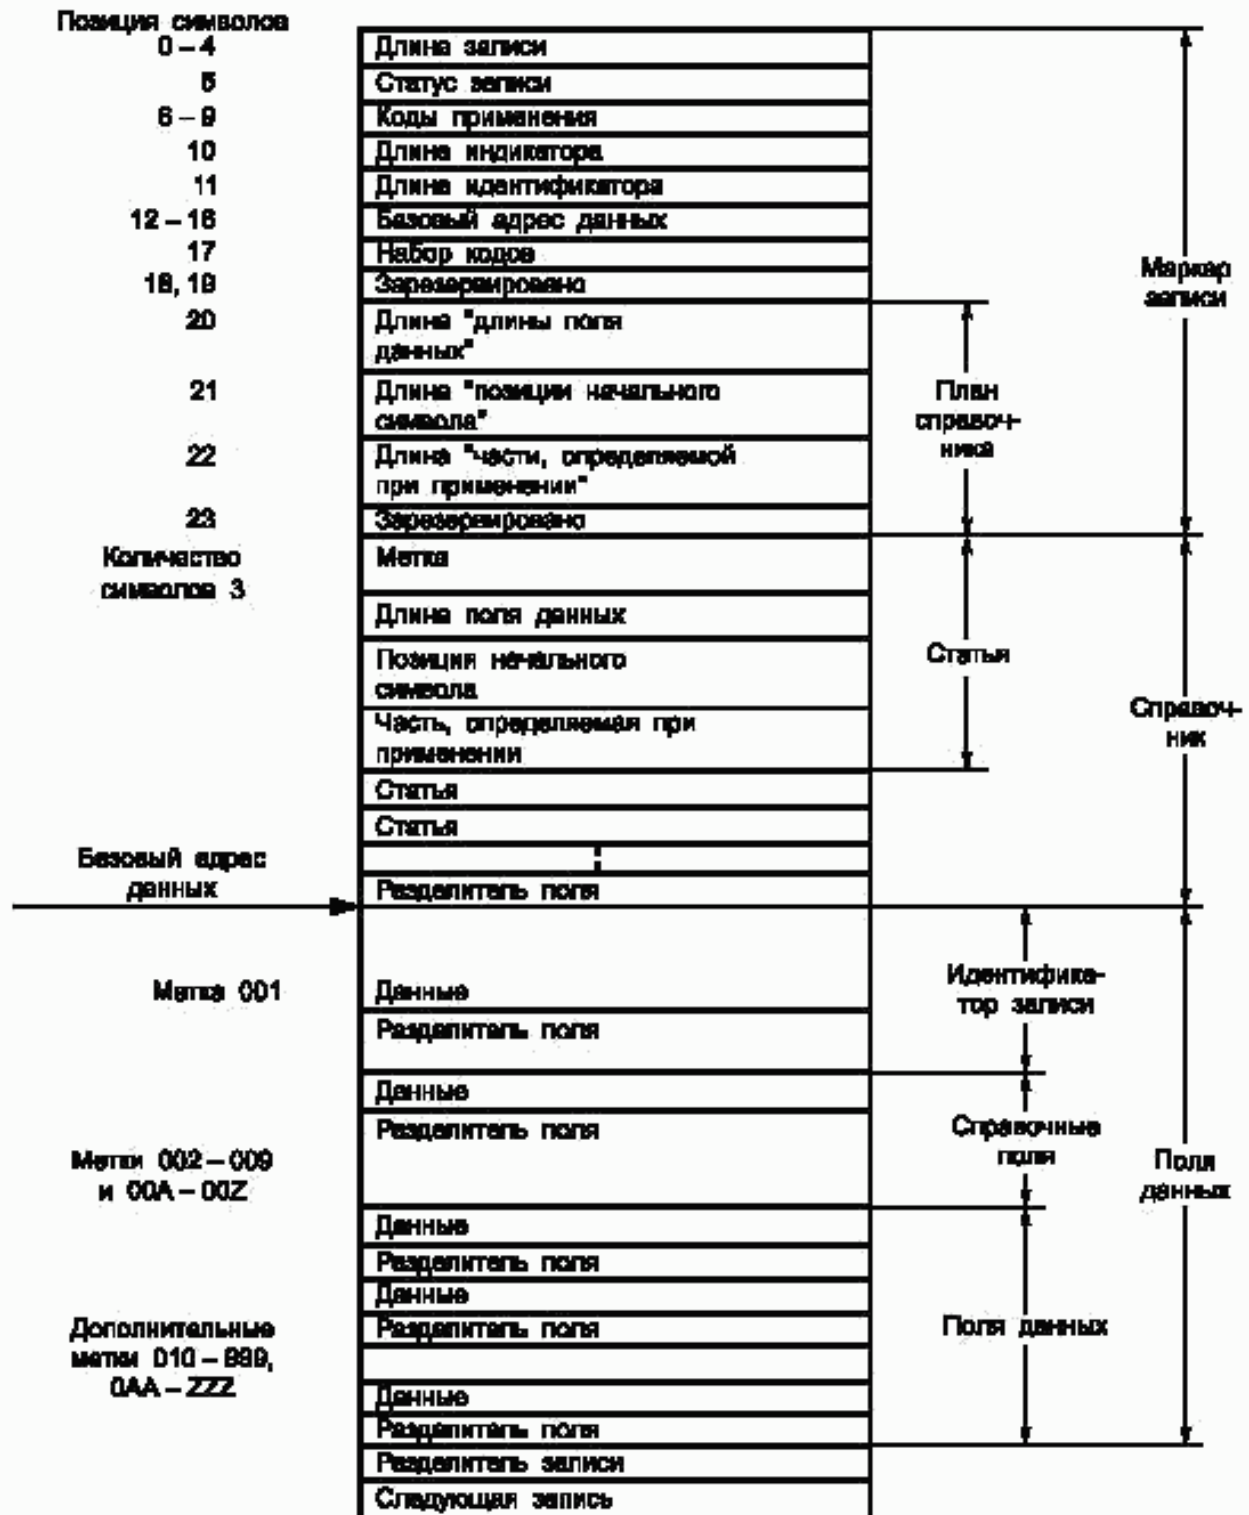 Позиция символов
0 – 4
Длина записи
5
Статус записи
6 – 9
Коды применения
10
Длина индикатора
11
Длина идентификатора
12 – 16
Базовый адрес данных
17
Набор кодов
18, 19
Зарезервировано
Маркер
записи
20
Длина "длины поля
данных"
21
Длина "позиции начального
символа"
План
справоч-
ника
22
Длина "части, определяемой
при применении"
23
Зарезервировано
Количество
символов 3
Метка
Длина поля данных
Позиция начального
символа
Статья
Часть, определяемая при
применении
Справоч-
ник
Статья
Статья
Базовый адрес
данных
Разделитель поля
Метка 001
Данные
Идентифика-
тор записи
Разделитель поля
Данные
Разделитель поля
Справочные
поля
Метки 002 – 009
и 00A – 00Z
Поля
данных
Данные
Разделитель поля
Данные
Дополнительные
метки 010 – 999,
0AA – ZZZ
Разделитель поля
Поля данных
Данные
Разделитель поля
Разделитель записи
Следующая запись